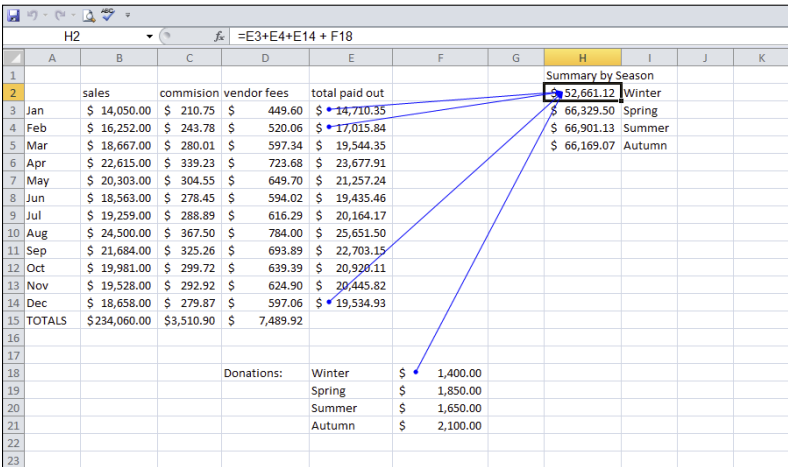 H2 fx =E3+E4+E14 + F18
A B C D E F G H I J K
1 Summary by Season
2 sales commision vendor fees total paid out $ 52,661.12 Winter
3 Jan $ 14,050.00 $ 210.75 $ 449.60 $ 14,710.35 $ 66,329.50 Spring
4 Feb $ 16,252.00 $ 243.78 $ 520.06 $ 17,015.84 $ 66,901.13 Summer
5 Mar $ 18,667.00 $ 280.01 $ 597.34 $ 19,544.35 $ 66,169.07 Autumn
6 Apr $ 22,615.00 $ 339.23 $ 723.68 $ 23,677.91
7 May $ 20,303.00 $ 304.55 $ 649.70 $ 21,257.24
8 Jun $ 18,563.00 $ 278.45 $ 594.02 $ 19,435.46
9 Jul $ 19,259.00 $ 288.89 $ 616.29 $ 20,164.17
10 Aug $ 24,500.00 $ 367.50 $ 784.00 $ 25,651.50
11 Sep $ 21,684.00 $ 325.26 $ 693.89 $ 22,703.15
12 Oct $ 19,981.00 $ 299.72 $ 639.39 $ 20,920.11
13 Nov $ 19,528.00 $ 292.92 $ 624.90 $ 20,445.82
14 Dec $ 18,658.00 $ 279.87 $ 597.06 $ 19,534.93
15 TOTALS $234,060.00 $3,510.90 $ 7,489.92
16
17
18 Donations: Winter $ 1,400.00
19 Spring $ 1,850.00
20 Summer $ 1,650.00
21 Autumn $ 2,100.00
22
23